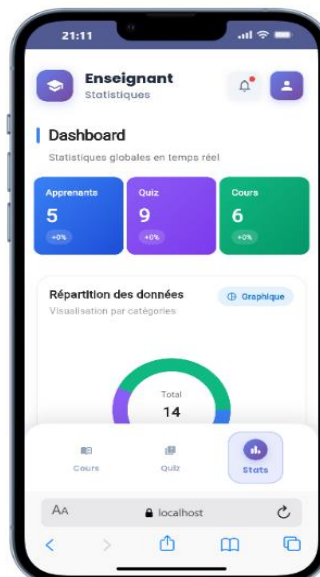 21:11
Enseignant
Statistiques
Dashboard
Statistiques globales en temps réel
Apprenants Quiz Cours
5 9 6
+0% +0% +0%
Répartition des données Graphique
Visualisation par catégories
Total
14
Cours Quiz Stats
AA localhost